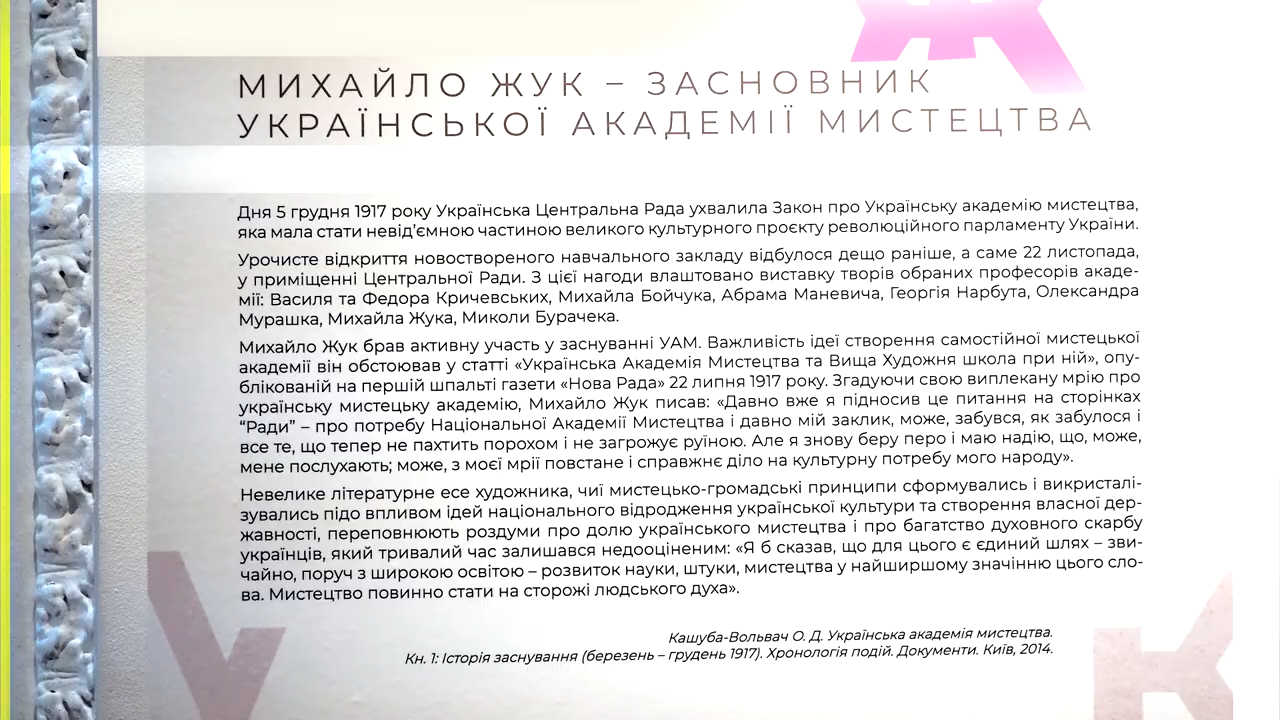 Ж
МИХАЙЛО ЖУК – ЗАСНОВНИК
УКРАЇНСЬКОЇ АКАДЕМІЇ МИСТЕЦТВА
Дня 5 грудня 1917 року Українська Центральна Рада ухвалила Закон про Українську академію мистецтва,
яка мала стати невід’ємною частиною великого культурного проєкту революційного парламенту України.
Урочисте відкриття новоствореного навчального закладу відбулося дещо раніше, а саме 22 листопада,
у приміщенні Центральної Ради. З цієї нагоди влаштовано виставку творів обраних професорів акаде-
мії: Василя та Федора Кричевських, Михайла Бойчука, Абрама Маневича, Георгія Нарбута, Олександра
Мурашка, Михайла Жука, Миколи Бурачека.
Михайло Жук брав активну участь у заснуванні УАМ. Важливість ідеї створення самостійної мистецької
академії він обстоював у статті «Українська Академія Мистецтва та Вища Художня школа при ній», опу-
блікованій на першій шпальті газети «Нова Рада» 22 липня 1917 року. Згадуючи свою виплекану мрію про
українську мистецьку академію, Михайло Жук писав: «Давно вже я підносив це питання на сторінках
“Ради” – про потребу Національної Академії Мистецтва і давно мій заклик, може, забувся, як забулося і
все те, що тепер не пахтить порохом і не загрожує руїною. Але я знову беру перо і маю надію, що, може,
мене послухають; може, з моєї мрії повстане і справжнє діло на культурну потребу мого народу».
Невелике літературне есе художника, чиї мистецько-громадські принципи сформувались і викристалі-
зувались підо впливом ідей національного відродження української культури та створення власної дер-
жавності, переповнюють роздуми про долю українського мистецтва і про багатство духовного скарбу
українців, який тривалий час залишався недооціненим: «Я б сказав, що для цього є єдиний шлях – зви-
чайно, поруч з широкою освітою – розвиток науки, штуки, мистецтва у найширшому значінню цього сло-
ва. Мистецтво повинно стати на сторожі людського духа».
Кашуба-Вольвач О. Д. Українська академія мистецтва.
Кн. 1: Історія заснування (березень – грудень 1917). Хронологія подій. Документи. Київ, 2014.
У К